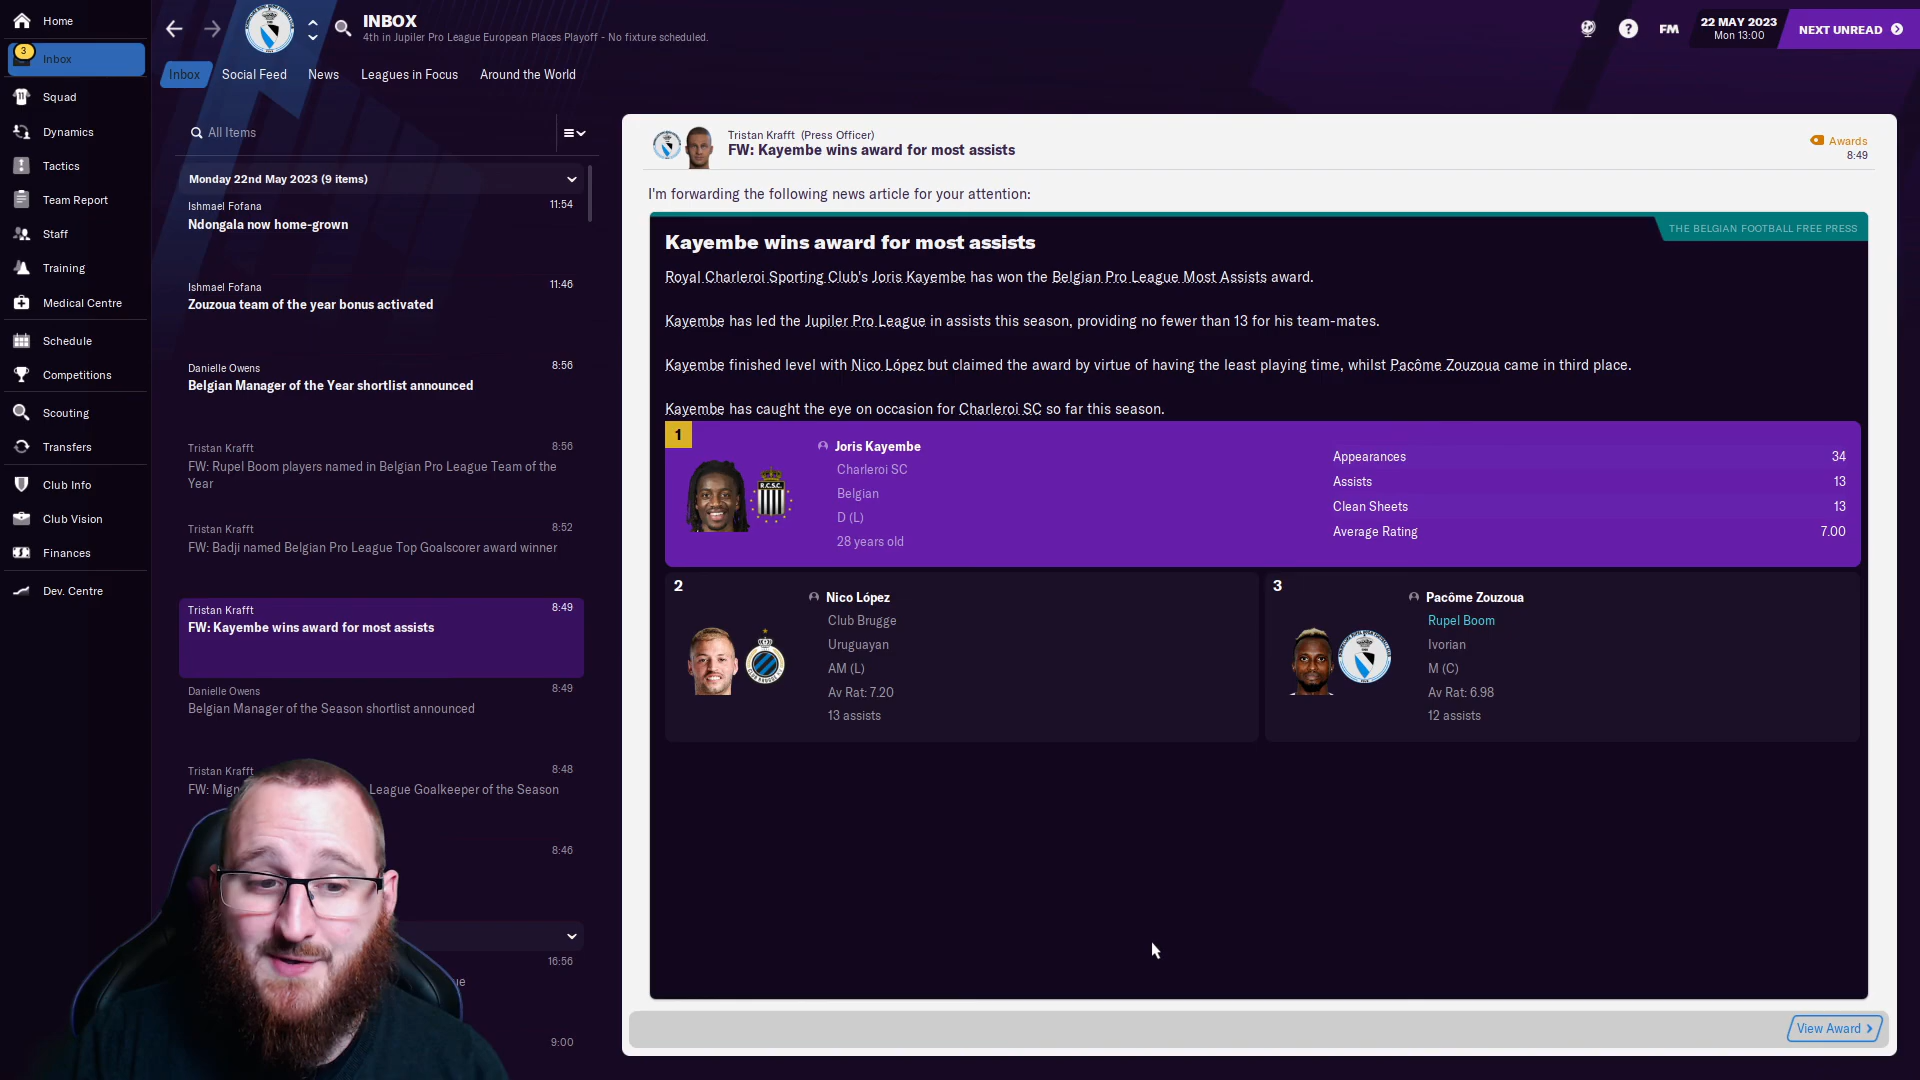 Home
3
Inbox
Squad
Dynamics
Tactics
Team Report
Staff
Training
Medical Centre
Schedule
Competitions
Scouting
Transfers
Club Info
Club Vision
Finances
Dev. Centre
INBOX
4th in Jupiler Pro League European Places Playoff - No fixture scheduled.
FM
22 MAY 2023
Mon 13:00
NEXT UNREAD
Inbox
Social Feed
News
Leagues in Focus
Around the World
All Items
Monday 22nd May 2023 (9 items)
Ishmael Fofana 11:54
Ndongala now home-grown
Ishmael Fofana 11:46
Zouzoua team of the year bonus activated
Danielle Owens 8:56
Belgian Manager of the Year shortlist announced
Tristan Krafft 8:56
FW: Rupel Boom players named in Belgian Pro League Team of the
Year
Tristan Krafft 8:52
FW: Badji named Belgian Pro League Top Goalscorer award winner
Tristan Krafft 8:49
FW: Kayembe wins award for most assists
Danielle Owens 8:49
Belgian Manager of the Season shortlist announced
Tristan Krafft 8:48
FW: Mign League Goalkeeper of the Season
8:46
16:56
ue
9:00
Tristan Krafft (Press Officer)
FW: Kayembe wins award for most assists
Awards
8:49
I'm forwarding the following news article for your attention:
THE BELGIAN FOOTBALL FREE PRESS
Kayembe wins award for most assists
Royal Charleroi Sporting Club's Joris Kayembe has won the Belgian Pro League Most Assists award.
Kayembe has led the Jupiler Pro League in assists this season, providing no fewer than 13 for his team-mates.
Kayembe finished level with Nico López but claimed the award by virtue of having the least playing time, whilst Pacôme Zouzoua came in third place.
Kayembe has caught the eye on occasion for Charleroi SC so far this season.
1
R.C.S.C.
Joris Kayembe
Charleroi SC
Belgian
D (L)
28 years old
Appearances 34
Assists 13
Clean Sheets 13
Average Rating 7.00
2
Nico López
Club Brugge
Uruguayan
AM (L)
Av Rat: 7.20
13 assists
3
Pacôme Zouzoua
Rupel Boom
Ivorian
M (C)
Av Rat: 6.98
12 assists
View Award